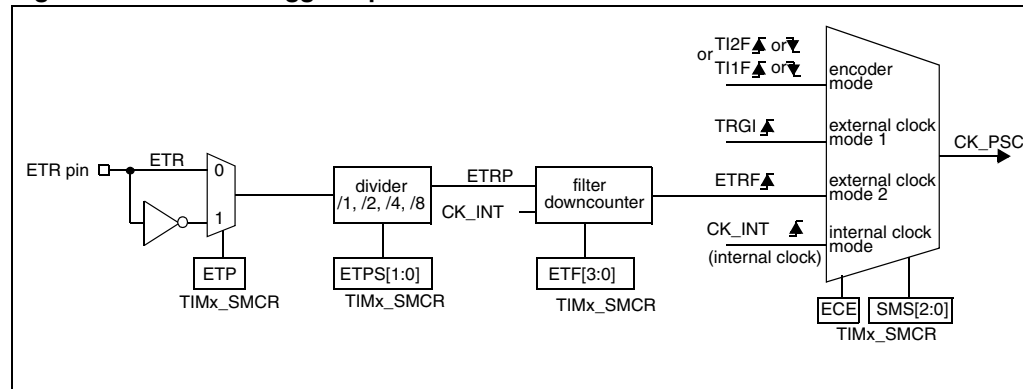 TI2F or
or TI1F or
encoder
mode
TRGI
external clock
mode 1
CK_PSC
ETR pin
ETR
0
1
divider
/1, /2, /4, /8
ETRP
CK_INT
filter
downcounter
ETRF
external clock
mode 2
CK_INT
(internal clock)
internal clock
mode
ETP
TIMx_SMCR
ETPS[1:0]
TIMx_SMCR
ETF[3:0]
TIMx_SMCR
ECE
SMS[2:0]
TIMx_SMCR